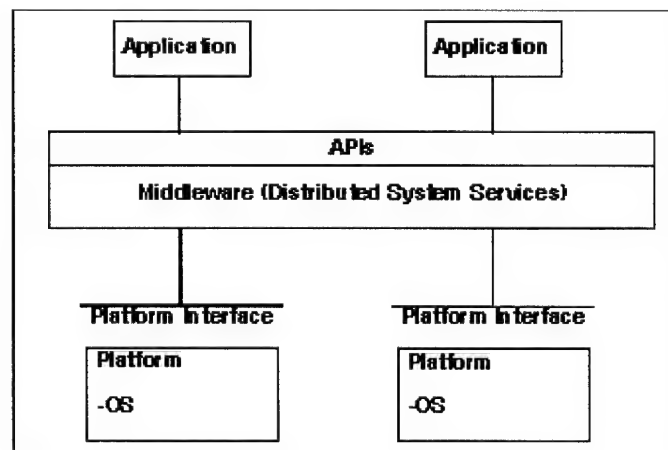 Application Application
APIs
Middleware (Distributed System Services)
Platform Interface Platform Interface
Platform Platform
-OS -OS